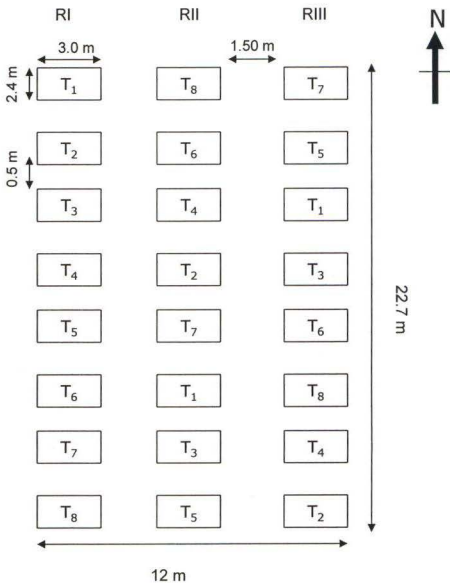 RI RII RIII
N
3.0 m 1.50 m
2.4 m
T₁ T₈ T₇
T₂ T₆ T₅
0.5 m
T₃ T₄ T₁
T₄ T₂ T₃
22.7 m
T₅ T₇ T₆
T₆ T₁ T₈
T₇ T₃ T₄
T₈ T₅ T₂
12 m